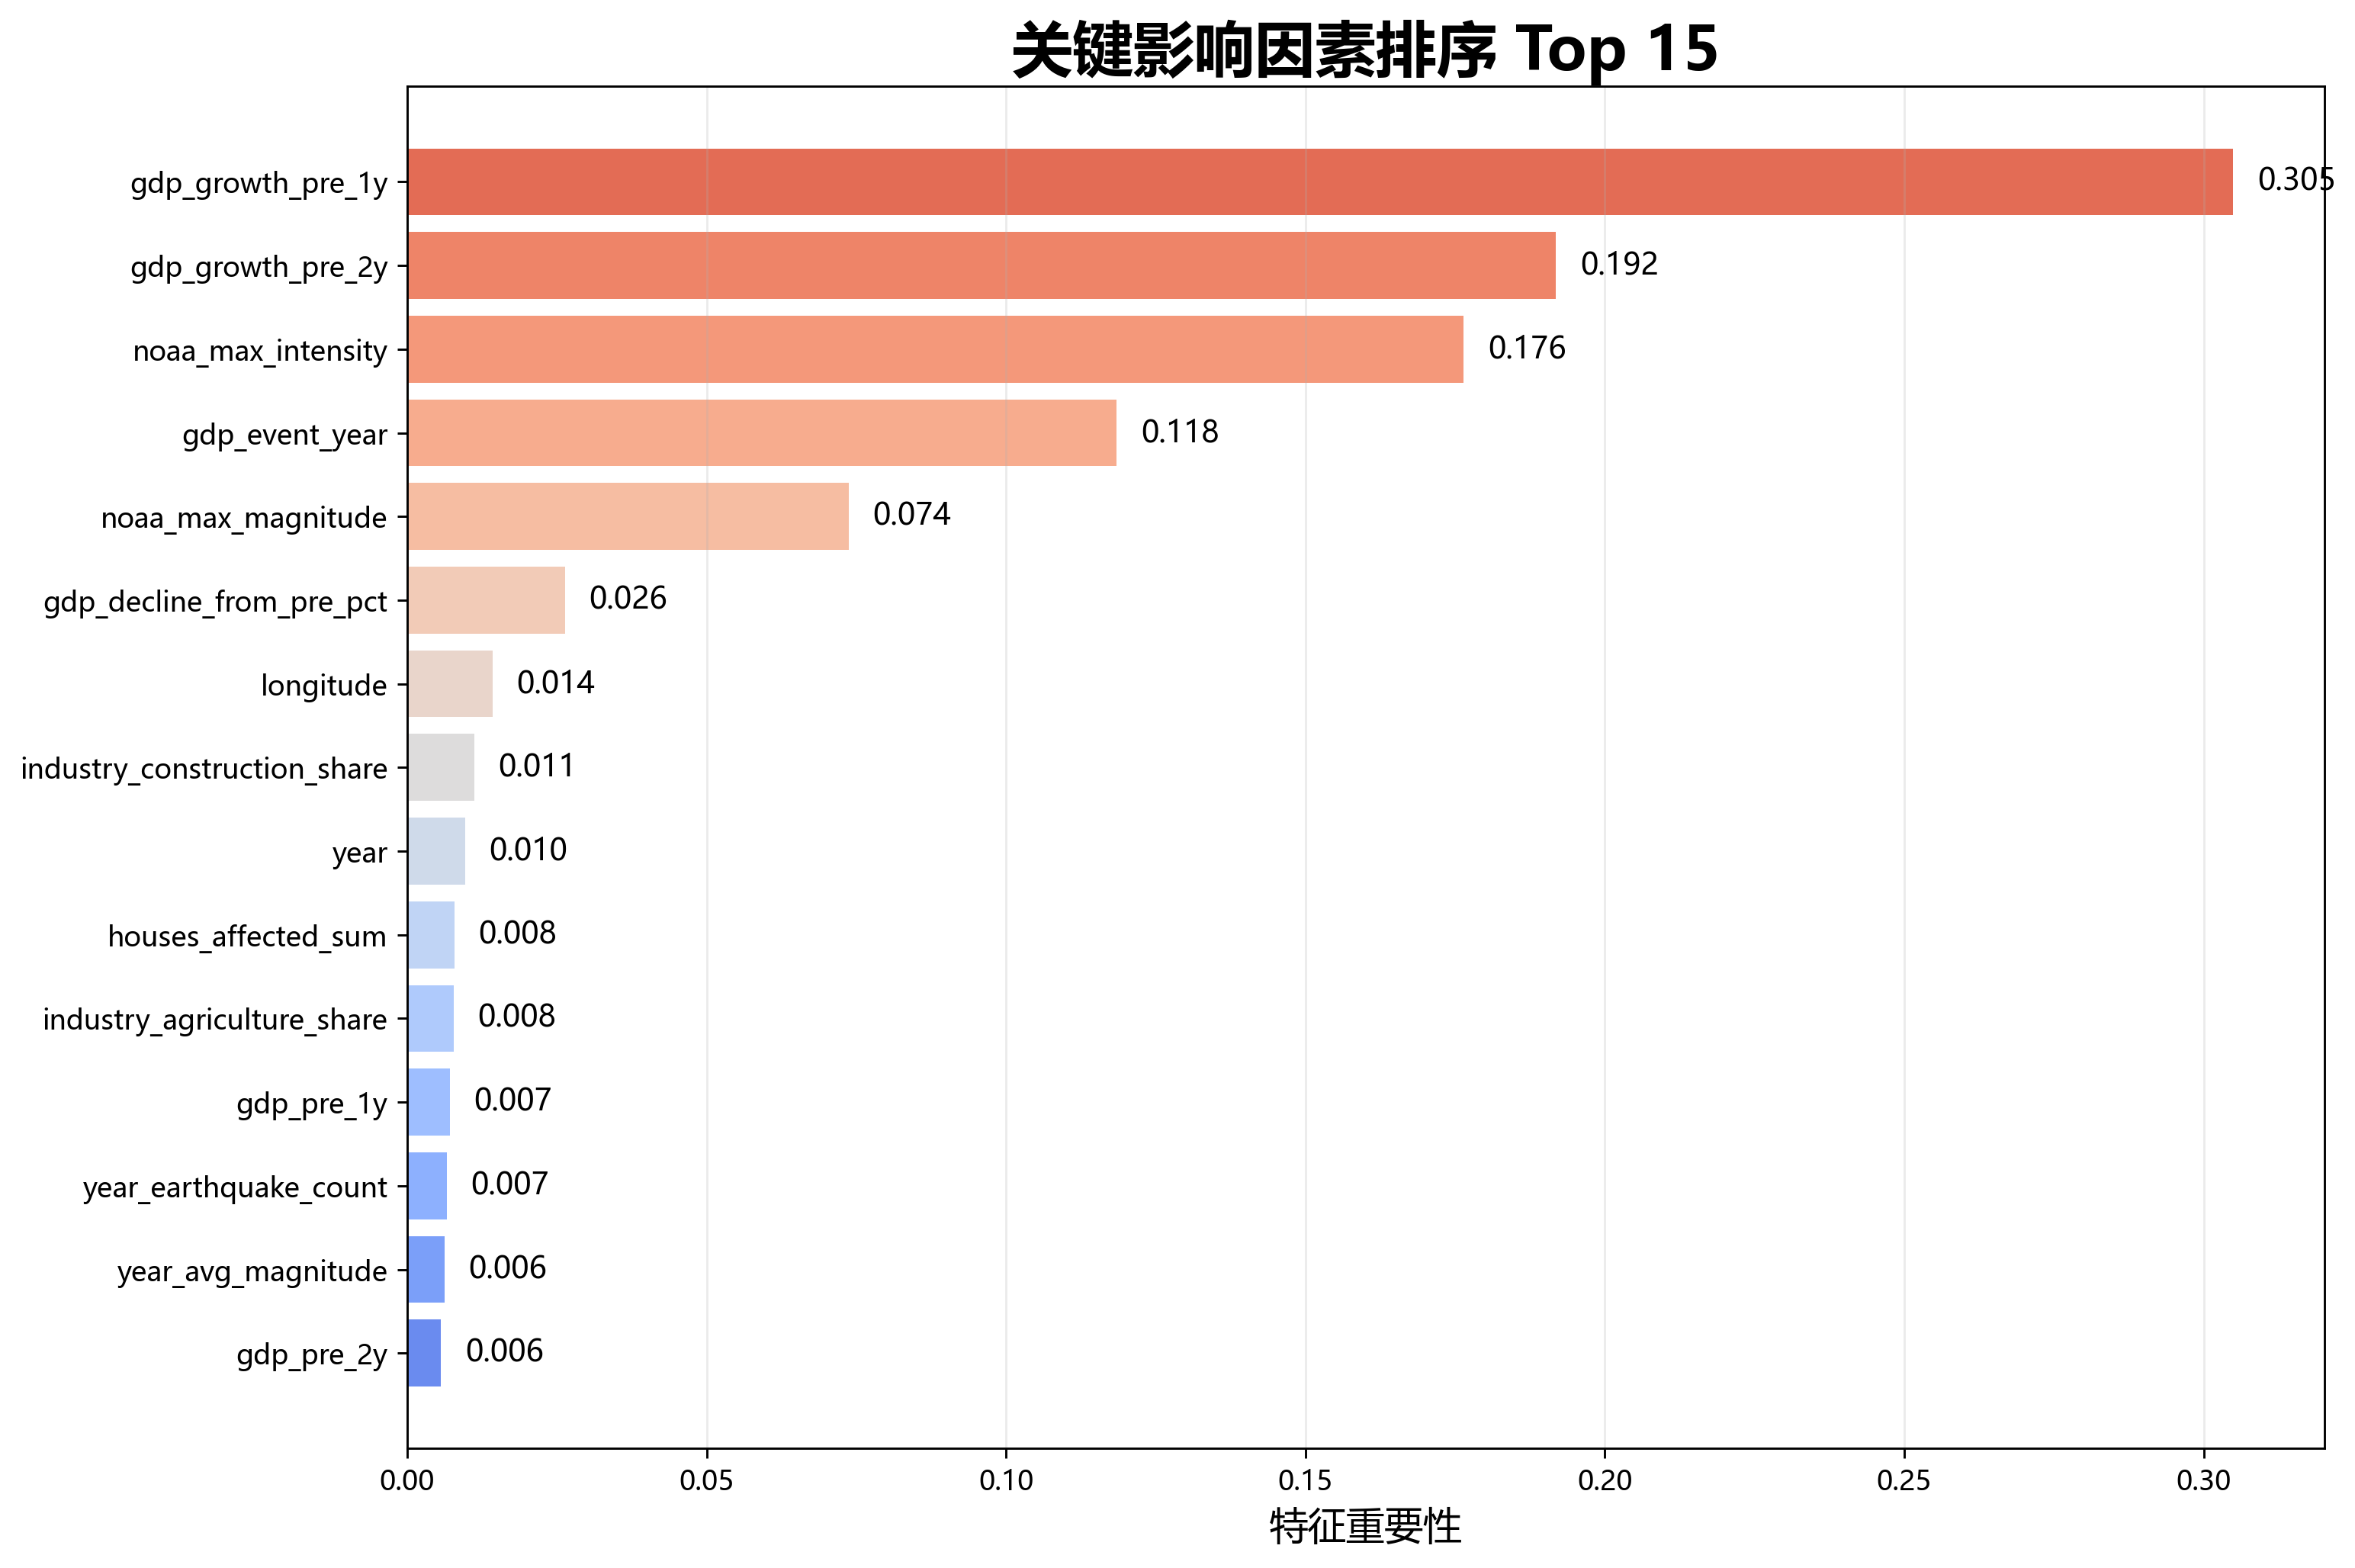 关键影响因素排序 Top 15
gdp_growth_pre_1y 0.305
gdp_growth_pre_2y 0.192
noaa_max_intensity 0.176
gdp_event_year 0.118
noaa_max_magnitude 0.074
gdp_decline_from_pre_pct 0.026
longitude 0.014
industry_construction_share 0.011
year 0.010
houses_affected_sum 0.008
industry_agriculture_share 0.008
gdp_pre_1y 0.007
year_earthquake_count 0.007
year_avg_magnitude 0.006
gdp_pre_2y 0.006
0.00 0.05 0.10 0.15 0.20 0.25 0.30
特征重要性